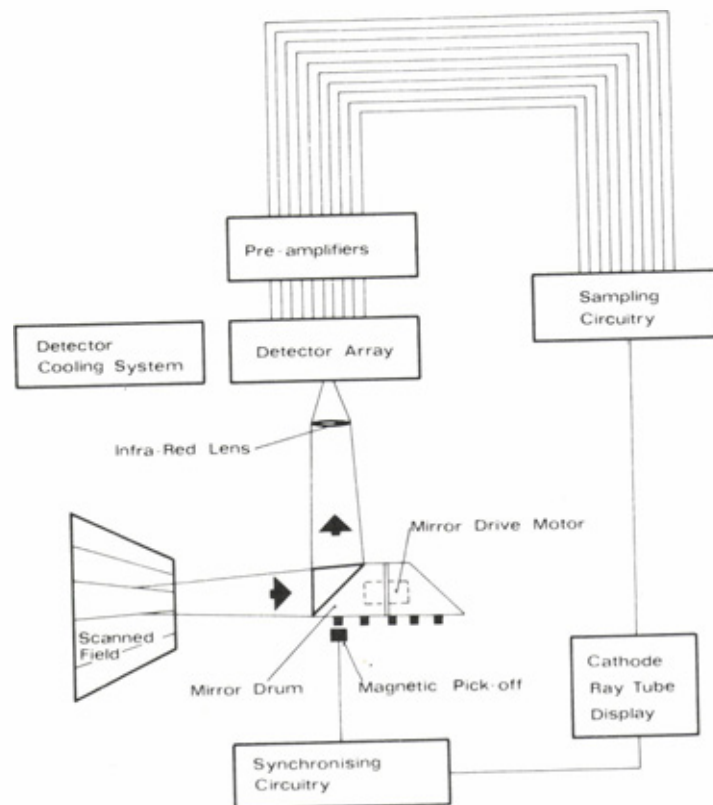 Pre-amplifiers
Sampling
Circuitry
Detector
Cooling System
Detector Array
Infra-Red Lens
Mirror Drive Motor
Scanned
Field
Mirror Drum
Magnetic Pick-off
Cathode
Ray Tube
Display
Synchronising
Circuitry